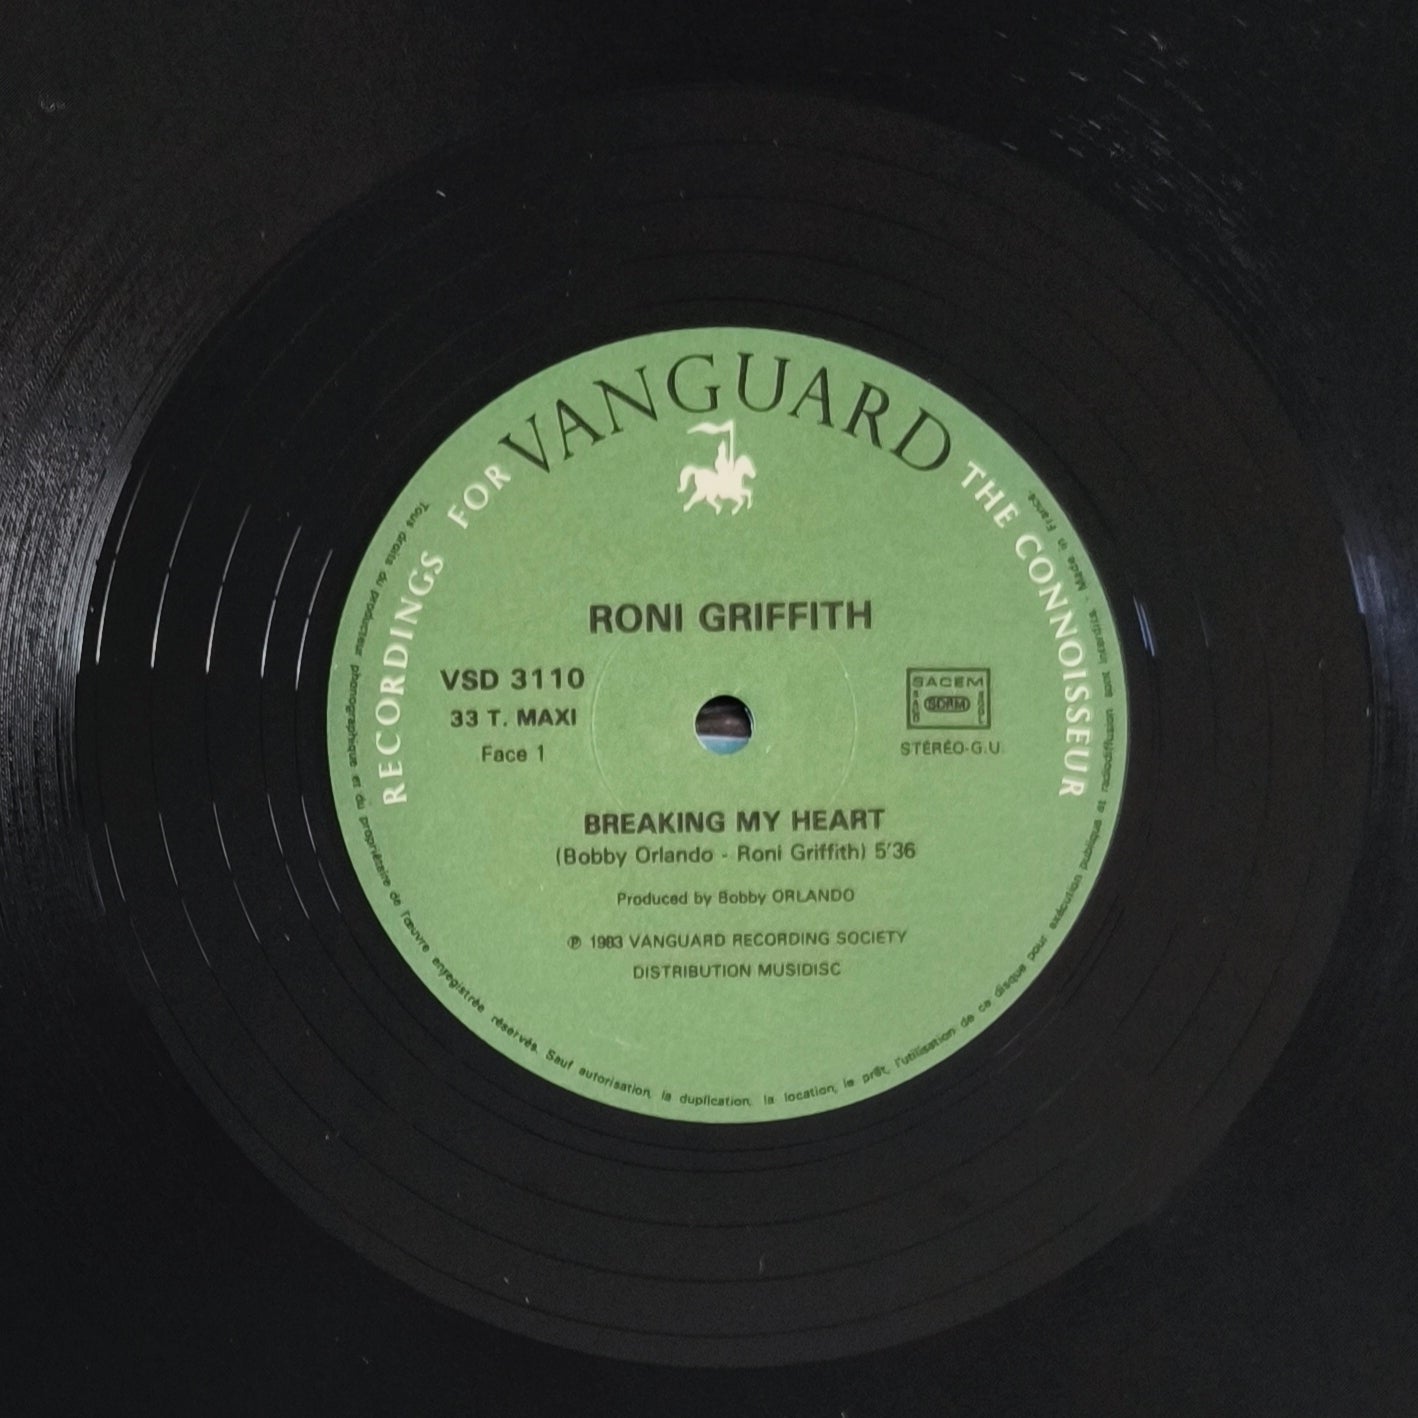 VANGUARD
RECORDINGS FOR THE CONNOISSEUR
RONI GRIFFITH
VSD 3110
33 T. MAXI
Face 1
SACEM
SACD SDRM SGDL
STÉRÉO-G.U.
BREAKING MY HEART
(Bobby Orlando - Roni Griffith) 5'36
Produced by Bobby ORLANDO
℗ 1983 VANGUARD RECORDING SOCIETY
DISTRIBUTION MUSIDISC
Tous droits du producteur phonographique et du propriétaire de l'œuvre enregistrée réservés. Sauf autorisation, la duplication, la location, le prêt, l'utilisation de ce disque pour exécution publique et radiodiffusion sont interdits. - Made in France.